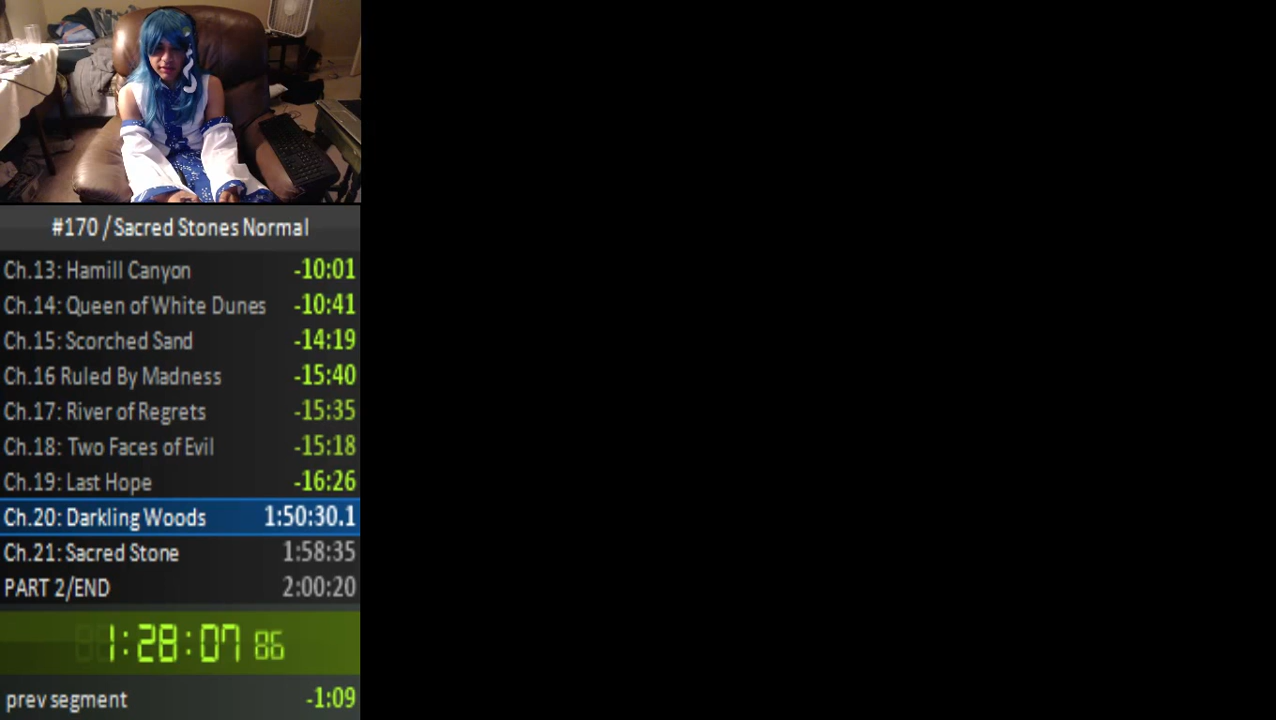 #170 / Sacred Stones Normal
Ch.13: Hamill Canyon -10:01
Ch.14: Queen of White Dunes -10:41
Ch.15: Scorched Sand -14:19
Ch.16 Ruled By Madness -15:40
Ch.17: River of Regrets -15:35
Ch.18: Two Faces of Evil -15:18
Ch.19: Last Hope -16:26
Ch.20: Darkling Woods 1:50:30.1
Ch.21: Sacred Stone 1:58:35
PART 2/END 2:00:20
1:28:07 86
prev segment -1:09